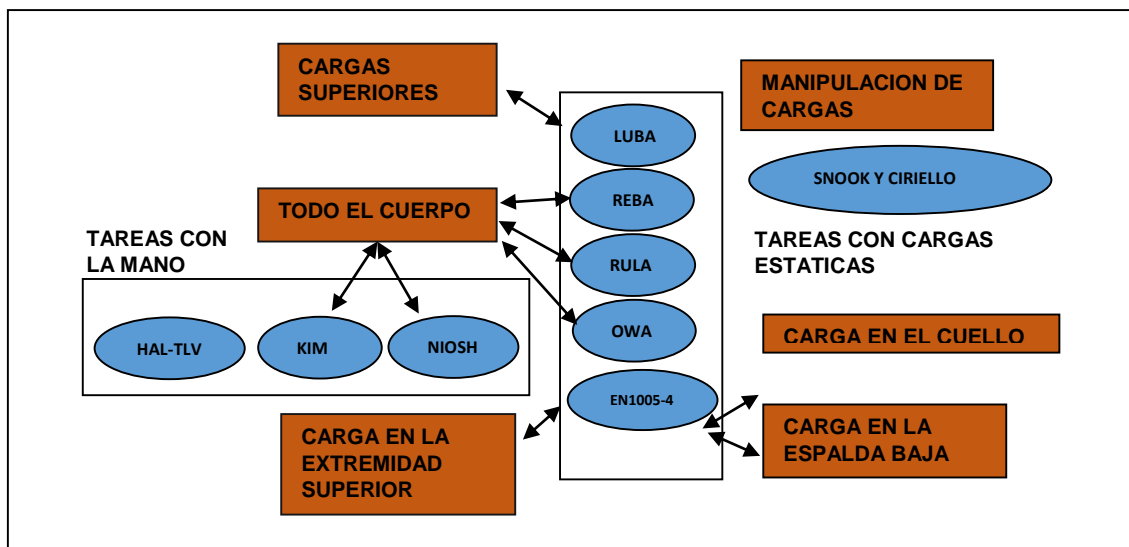 CARGAS
SUPERIORES
MANIPULACION DE
CARGAS
LUBA
SNOOK Y CIRIELLO
REBA
TODO EL CUERPO
TAREAS CON
LA MANO
TAREAS CON CARGAS
ESTATICAS
RULA
OWA
HAL-TLV
KIM
NIOSH
CARGA EN EL CUELLO
EN1005-4
CARGA EN LA
EXTREMIDAD
SUPERIOR
CARGA EN LA
ESPALDA BAJA